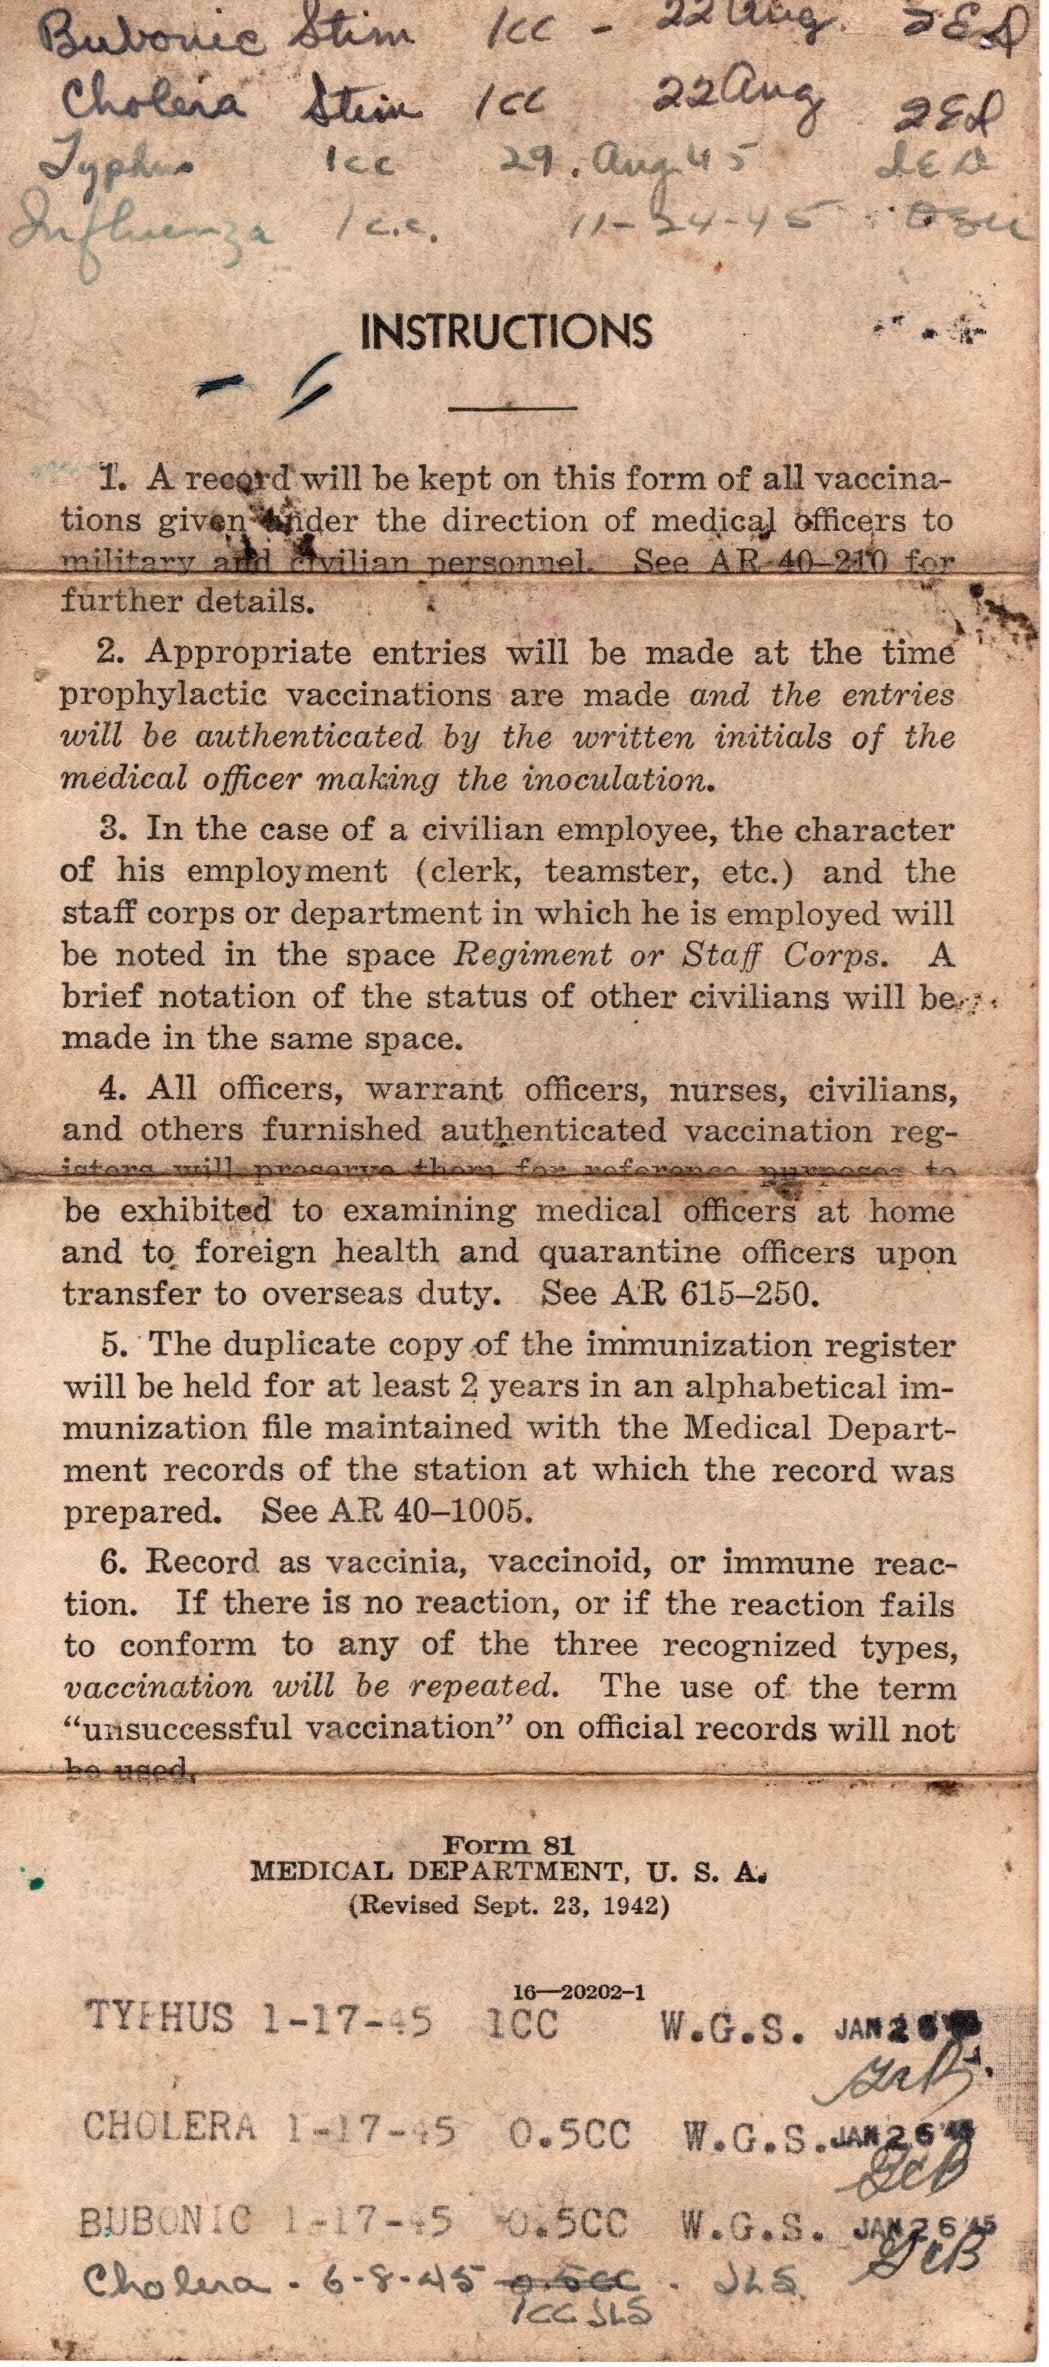 Bubonic Stim 1cc - 22 Aug
Cholera Stim 1cc 22 Aug
Typhus 1cc 29. Aug 45
Influenza 1c.c. 11-24-45
INSTRUCTIONS
1. A record will be kept on this form of all vaccina-
tions given under the direction of medical officers to
military and civilian personnel. See AR 40–210 for
further details.
2. Appropriate entries will be made at the time
prophylactic vaccinations are made and the entries
will be authenticated by the written initials of the
medical officer making the inoculation.
3. In the case of a civilian employee, the character
of his employment (clerk, teamster, etc.) and the
staff corps or department in which he is employed will
be noted in the space Regiment or Staff Corps. A
brief notation of the status of other civilians will be
made in the same space.
4. All officers, warrant officers, nurses, civilians,
and others furnished authenticated vaccination reg-
isters will preserve them for reference purposes to
be exhibited to examining medical officers at home
and to foreign health and quarantine officers upon
transfer to overseas duty. See AR 615–250.
5. The duplicate copy of the immunization register
will be held for at least 2 years in an alphabetical im-
munization file maintained with the Medical Depart-
ment records of the station at which the record was
prepared. See AR 40–1005.
6. Record as vaccinia, vaccinoid, or immune reac-
tion. If there is no reaction, or if the reaction fails
to conform to any of the three recognized types,
vaccination will be repeated. The use of the term
“unsuccessful vaccination” on official records will not
be used.
Form 81
MEDICAL DEPARTMENT, U. S. A.
(Revised Sept. 23, 1942)
16—20202-1
TYPHUS 1-17-45 1CC W.G.S. JAN 26
CHOLERA 1-17-45 0.5CC W.G.S. JAN 26 '45
GcB
BUBONIC 1-17-45 0.5CC W.G.S. JAN 26 '45
GcB
Cholera - 6-8-45 0.5CC - JLS
1CC JLS